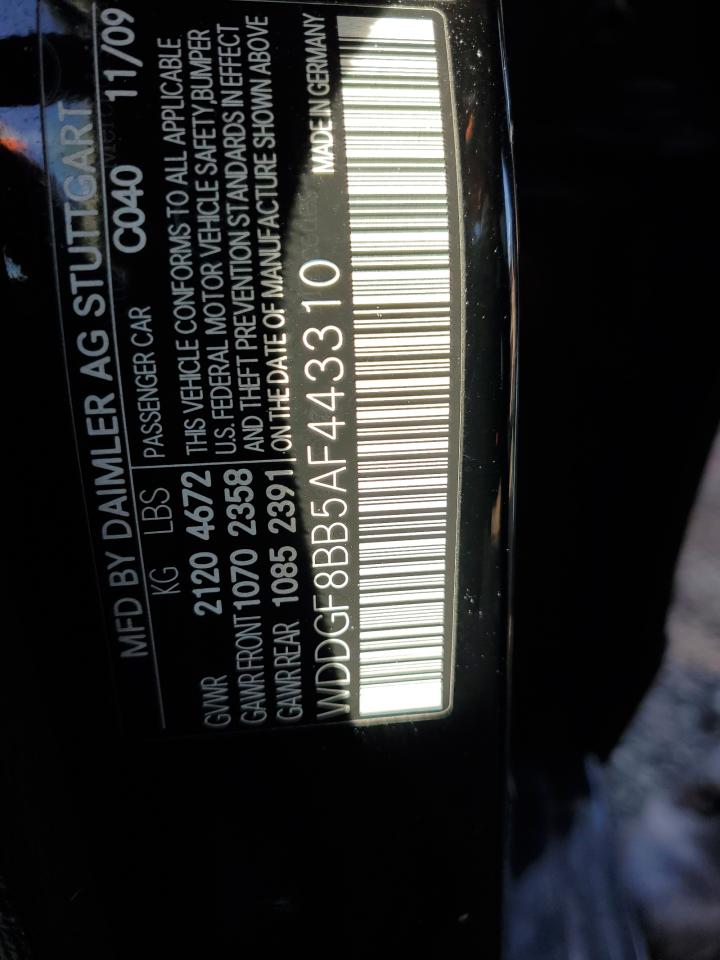 MFD BY DAIMLER AG STUTTGART
KG LBS PASSENGER CAR C040 11/09
GVWR 2120 4672 THIS VEHICLE CONFORMS TO ALL APPLICABLE
GAWR FRONT 1070 2358 U.S. FEDERAL MOTOR VEHICLE SAFETY, BUMPER
GAWR REAR 1085 2391 AND THEFT PREVENTION STANDARDS IN EFFECT
ON THE DATE OF MANUFACTURE SHOWN ABOVE
WDDGF8BB5AF443310 MADE IN GERMANY